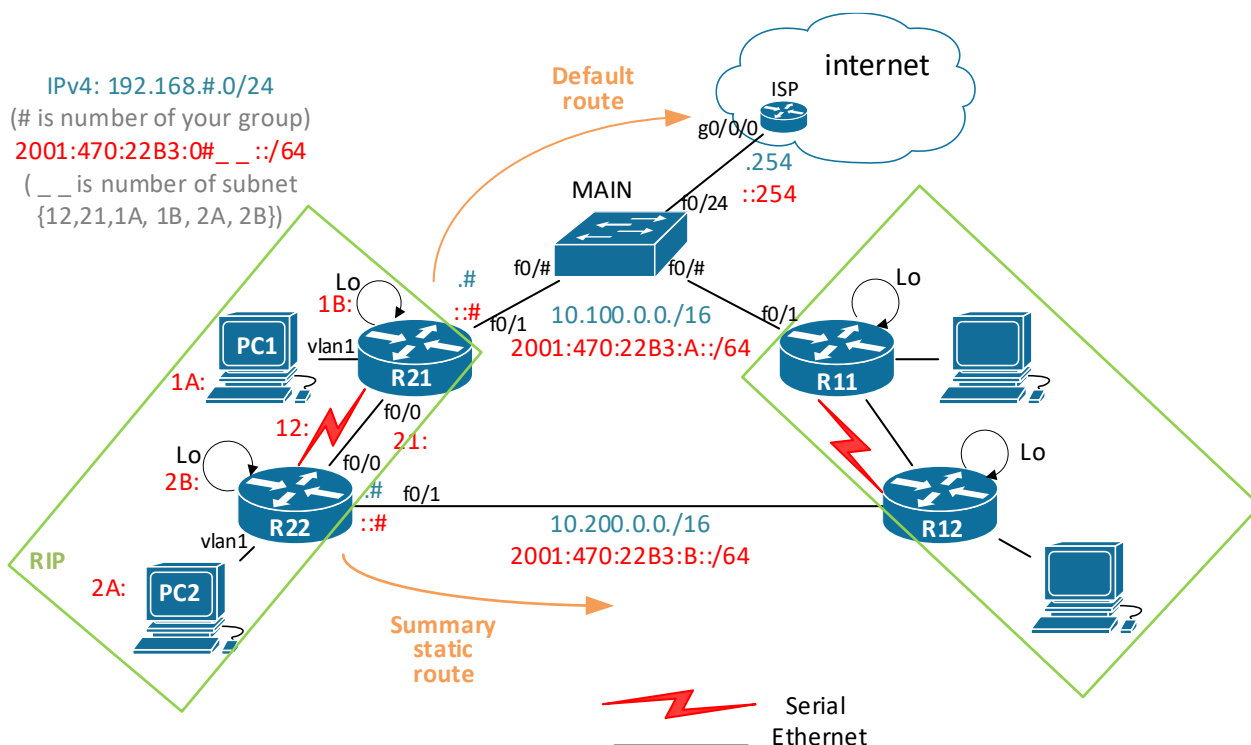 IPv4: 192.168.#.0/24
(# is number of your group)
2001:470:22B3:0#_ _ ::/64
( _ _ is number of subnet
{12,21,1A, 1B, 2A, 2B})
Default
route
internet
ISP
g0/0/0
.254
::254
MAIN
f0/24
f0/#
f0/#
Lo
1B:
.#
::#
f0/1
10.100.0.0./16
2001:470:22B3:A::/64
f0/1
Lo
PC1
vlan1
R21
1A:
R11
f0/0
12:
21:
Lo
2B:
f0/0
R22
.#
::#
f0/1
10.200.0.0./16
2001:470:22B3:B::/64
Lo
R12
vlan1
RIP
2A:
PC2
Summary
static
route
Serial
Ethernet